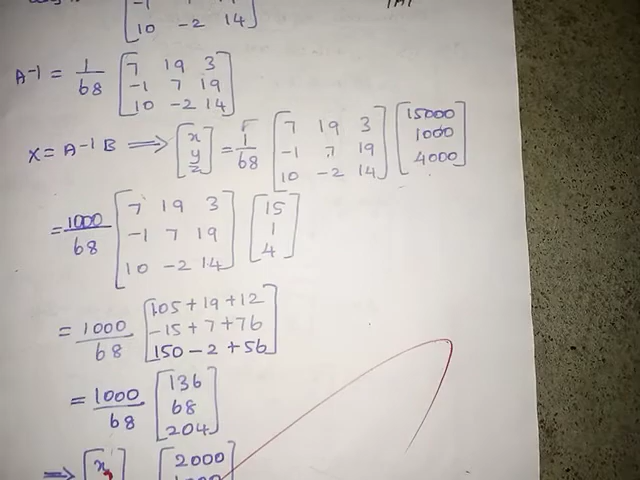 10 -2 14
A-1 = 1/68 [7 19 3
-1 7 19
10 -2 14]
X = A-1 B ⟹ [x y z] = 1/68 [7 19 3
-1 7 19
10 -2 14] [15000
1000
4000]
= 1000/68 [7 19 3
-1 7 19
10 -2 14] [15
1
4]
= 1000/68 [105 + 19 + 12
-15 + 7 + 76
150 - 2 + 56]
= 1000/68 [136
68
204]
⟹ [x [2000